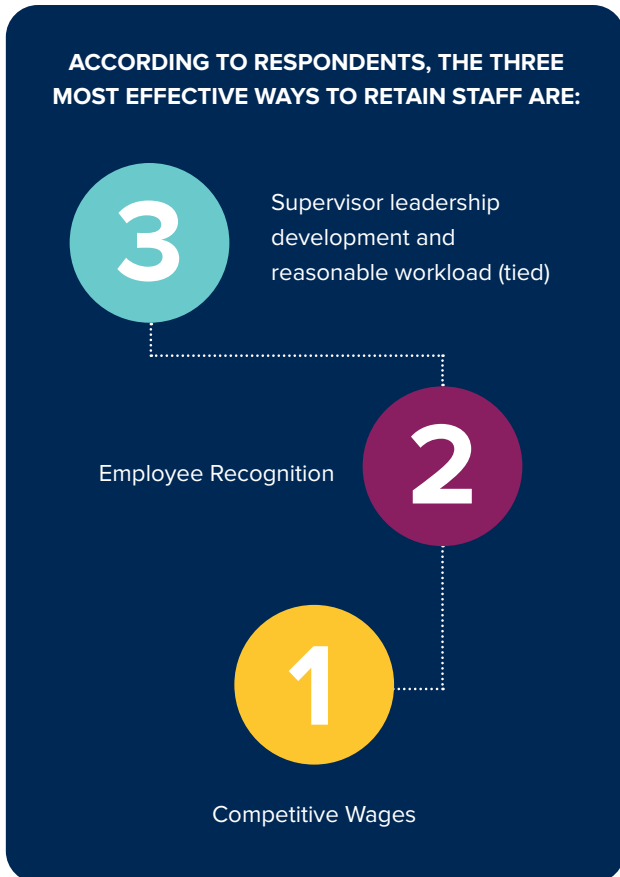 ACCORDING TO RESPONDENTS, THE THREE
MOST EFFECTIVE WAYS TO RETAIN STAFF ARE:
3
Supervisor leadership
development and
reasonable workload (tied)
Employee Recognition
2
1
Competitive Wages